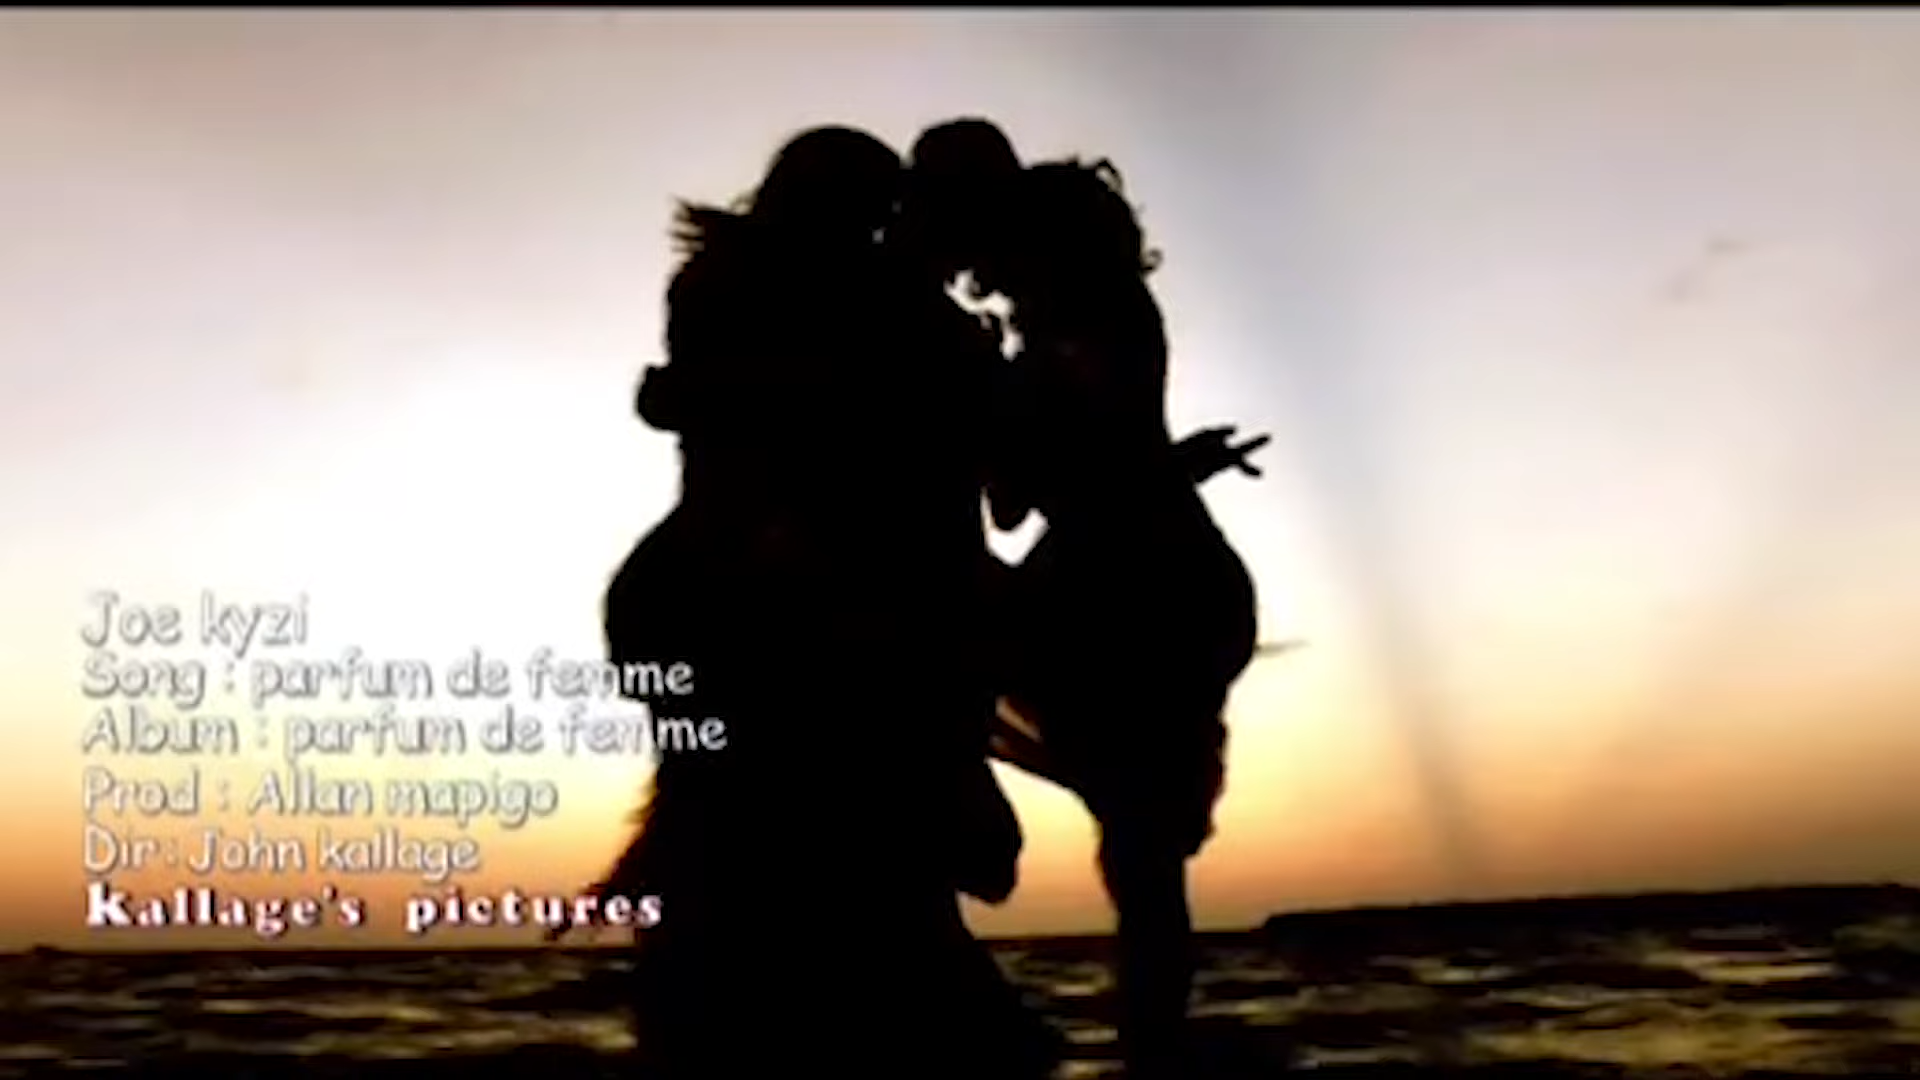 Joe kyzi
Song : parfum de femme
Album : parfum de femme
Prod : Allan mapigo
Dir : John kallage
kallage's pictures